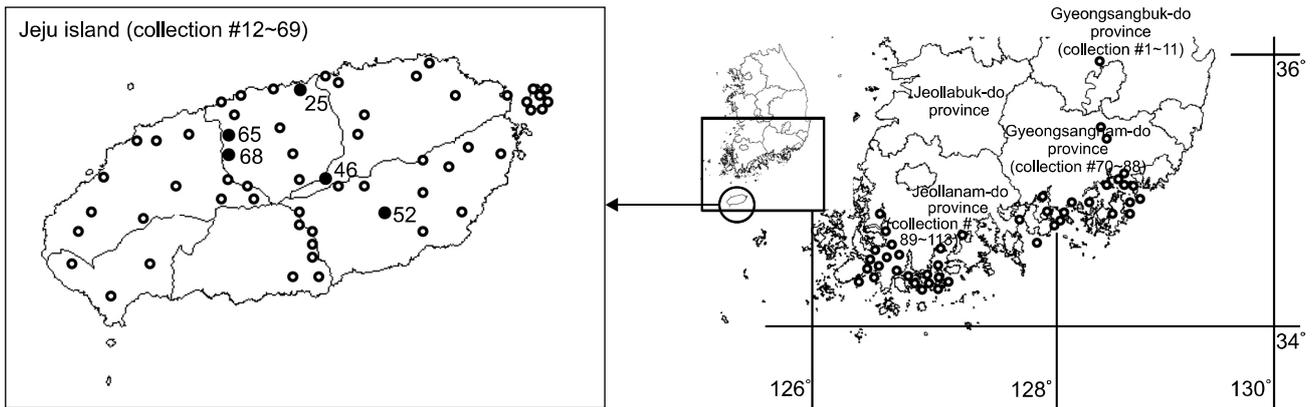 Jeju island (collection #12~69)
25
65
68
46
52
Gyeongsangbuk-do
province
(collection #1~11)
36°
Jeollabuk-do
province
Gyeongsangnam-do
province
(collection #70~88)
Jeollanam-do
province
(collection #
89~113)
34°
126°
128°
130°